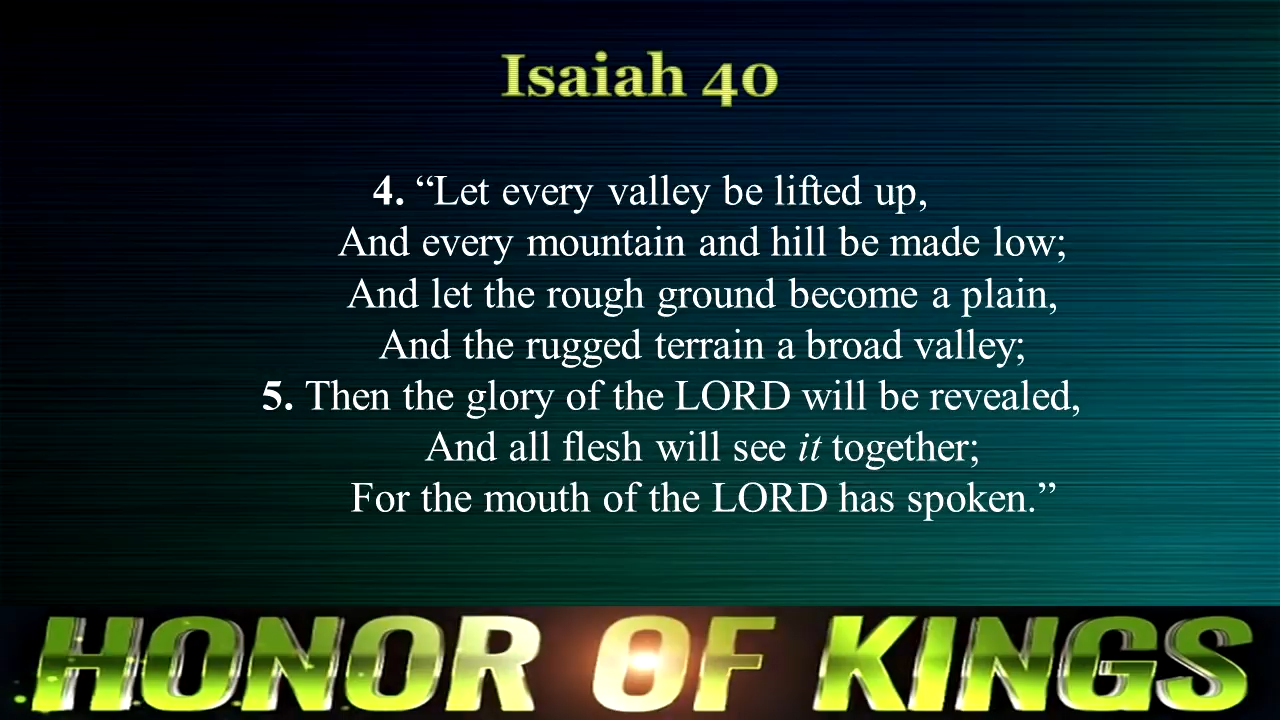 Isaiah 40
4. “Let every valley be lifted up,
And every mountain and hill be made low;
And let the rough ground become a plain,
And the rugged terrain a broad valley;
5. Then the glory of the LORD will be revealed,
And all flesh will see it together;
For the mouth of the LORD has spoken.”
HONOR OF KINGS